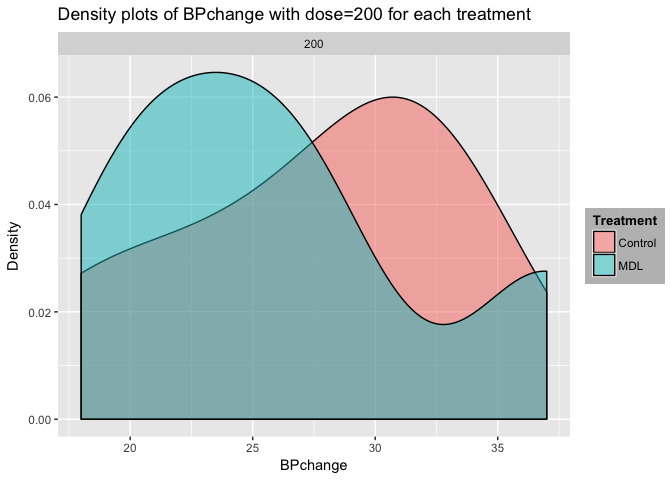 Density plots of BPchange with dose=200 for each treatment
200
0.06
0.04
0.02
0.00
Density
20 25 30 35
BPchange
Treatment
Control
MDL